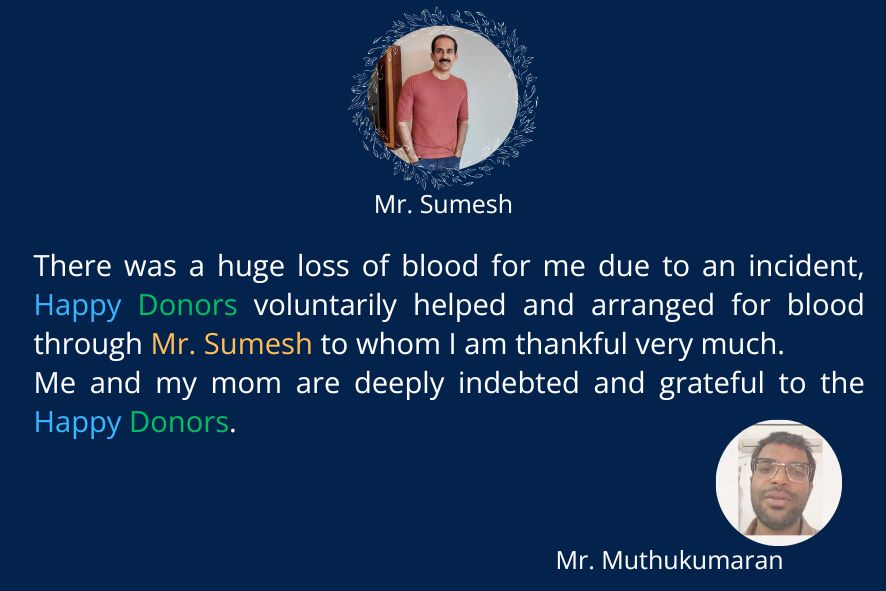 Mr. Sumesh
There was a huge loss of blood for me due to an incident,
Happy Donors voluntarily helped and arranged for blood
through Mr. Sumesh to whom I am thankful very much.
Me and my mom are deeply indebted and grateful to the
Happy Donors.
Mr. Muthukumaran